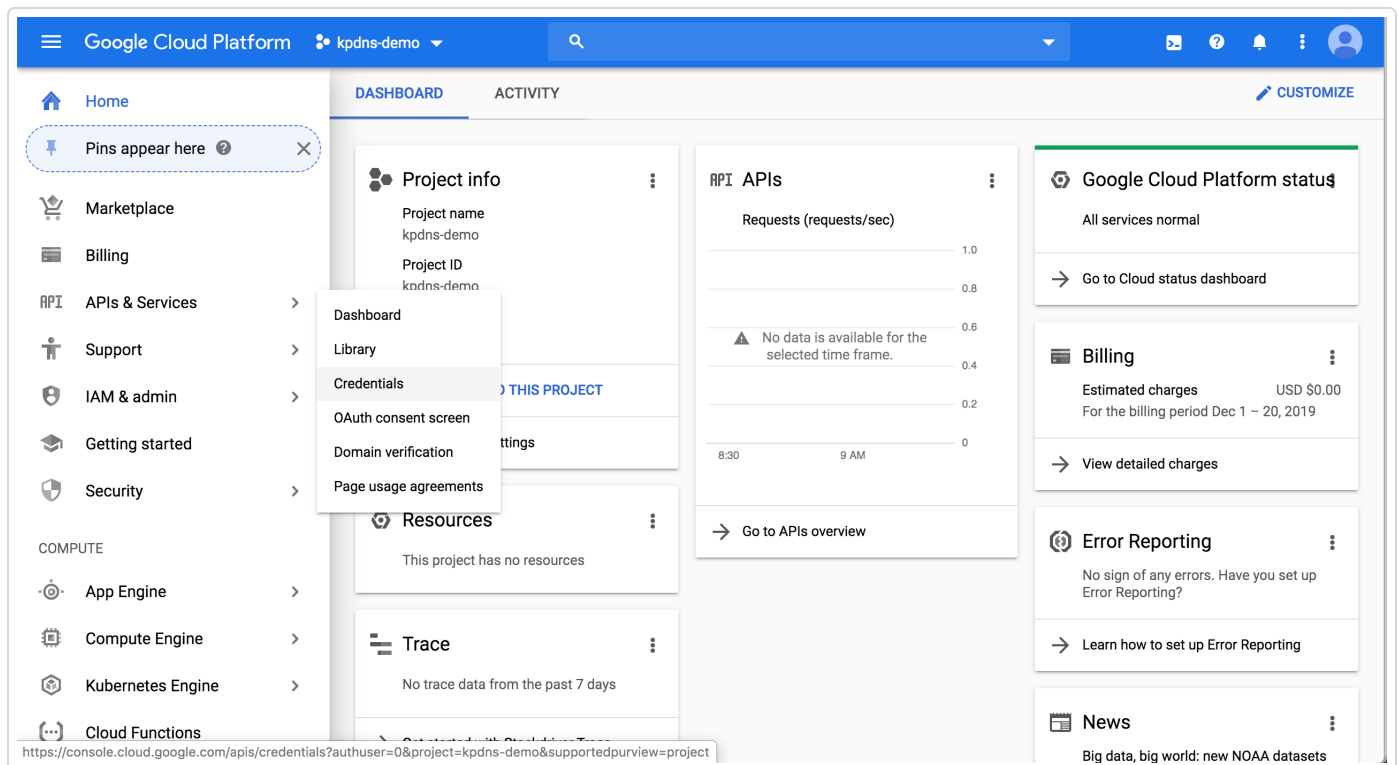 Google Cloud Platform
kpdns-demo
Home
Pins appear here
Marketplace
Billing
API
APIs & Services
Support
IAM & admin
Getting started
Security
COMPUTE
App Engine
Compute Engine
Kubernetes Engine
Cloud Functions
Dashboard
Library
Credentials
OAuth consent screen
Domain verification
Page usage agreements
DASHBOARD
ACTIVITY
CUSTOMIZE
Project info
Project name
kpdns-demo
Project ID
kpdns-demo
THIS PROJECT
Resources
This project has no resources
Trace
No trace data from the past 7 days
API
APIs
Requests (requests/sec)
1.0
0.8
0.6
No data is available for the
selected time frame.
0.4
0.2
0
8:30
9 AM
Go to APIs overview
Google Cloud Platform status
All services normal
Go to Cloud status dashboard
Billing
Estimated charges
USD $0.00
For the billing period Dec 1 – 20, 2019
View detailed charges
Error Reporting
No sign of any errors. Have you set up
Error Reporting?
Learn how to set up Error Reporting
News
Big data, big world: new NOAA datasets
https://console.cloud.google.com/apis/credentials?authuser=0&project=kpdns-demo&supportedpurview=project